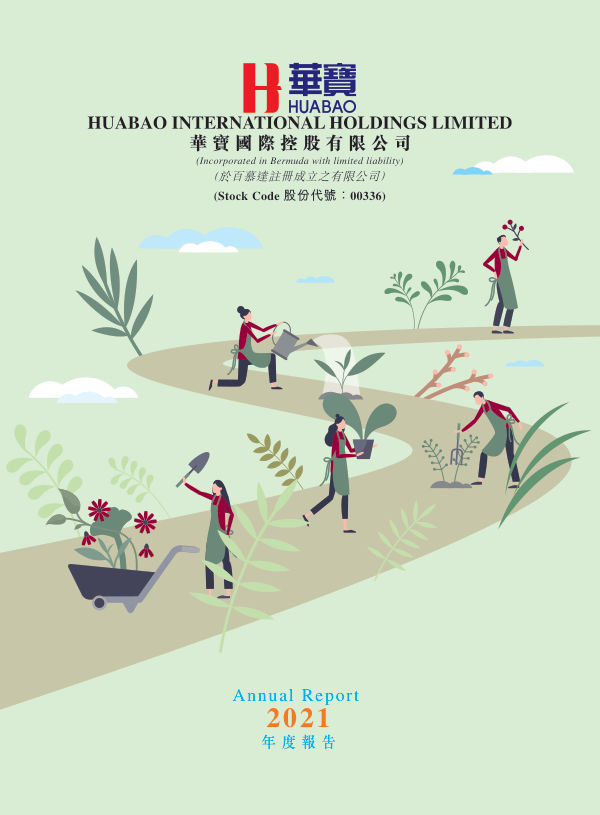 華寶
HUABAO
HUABAO INTERNATIONAL HOLDINGS LIMITED
華寶國際控股有限公司
(Incorporated in Bermuda with limited liability)
(於百慕達註冊成立之有限公司)
(Stock Code 股份代號：00336)
Annual Report
2021
年度報告